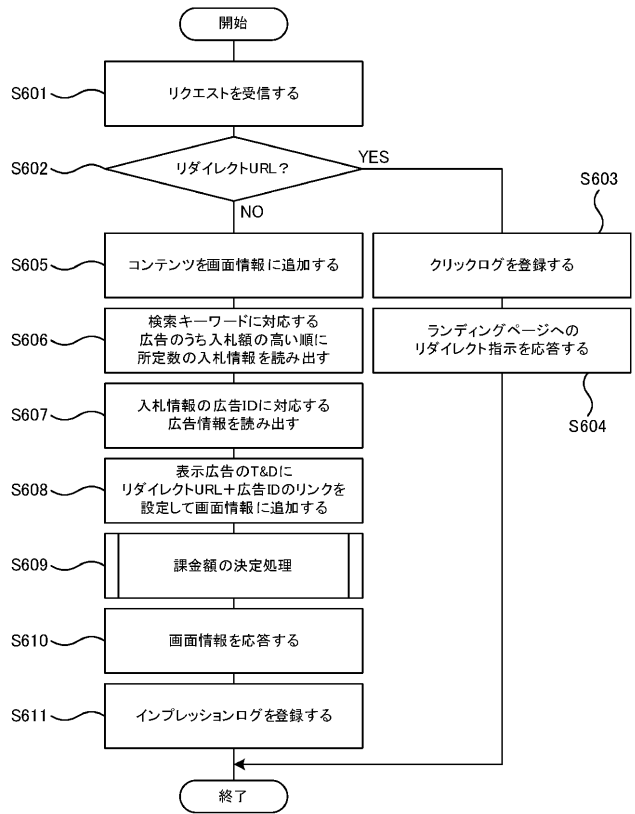 開始
S601
リクエストを受信する
S602
リダイレクトURL？
YES
NO
S603
クリックログを登録する
ランディングページへの
リダイレクト指示を応答する
S604
S605
コンテンツを画面情報に追加する
S606
検索キーワードに対応する
広告のうち入札額の高い順に
所定数の入札情報を読み出す
S607
入札情報の広告IDに対応する
広告情報を読み出す
S608
表示広告のT&Dに
リダイレクトURL＋広告IDのリンクを
設定して画面情報に追加する
S609
課金額の決定処理
S610
画面情報を応答する
S611
インプレッションログを登録する
終了